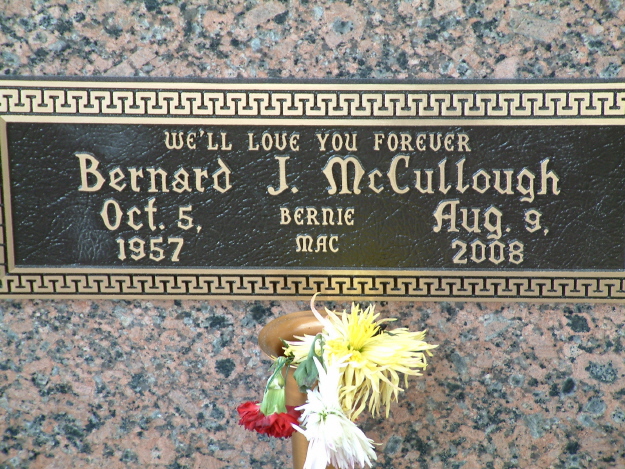 WE'LL LOVE YOU FOREVER
Bernard J. McCullough
Oct. 5, BERNIE Aug. 9,
1957 MAC 2008